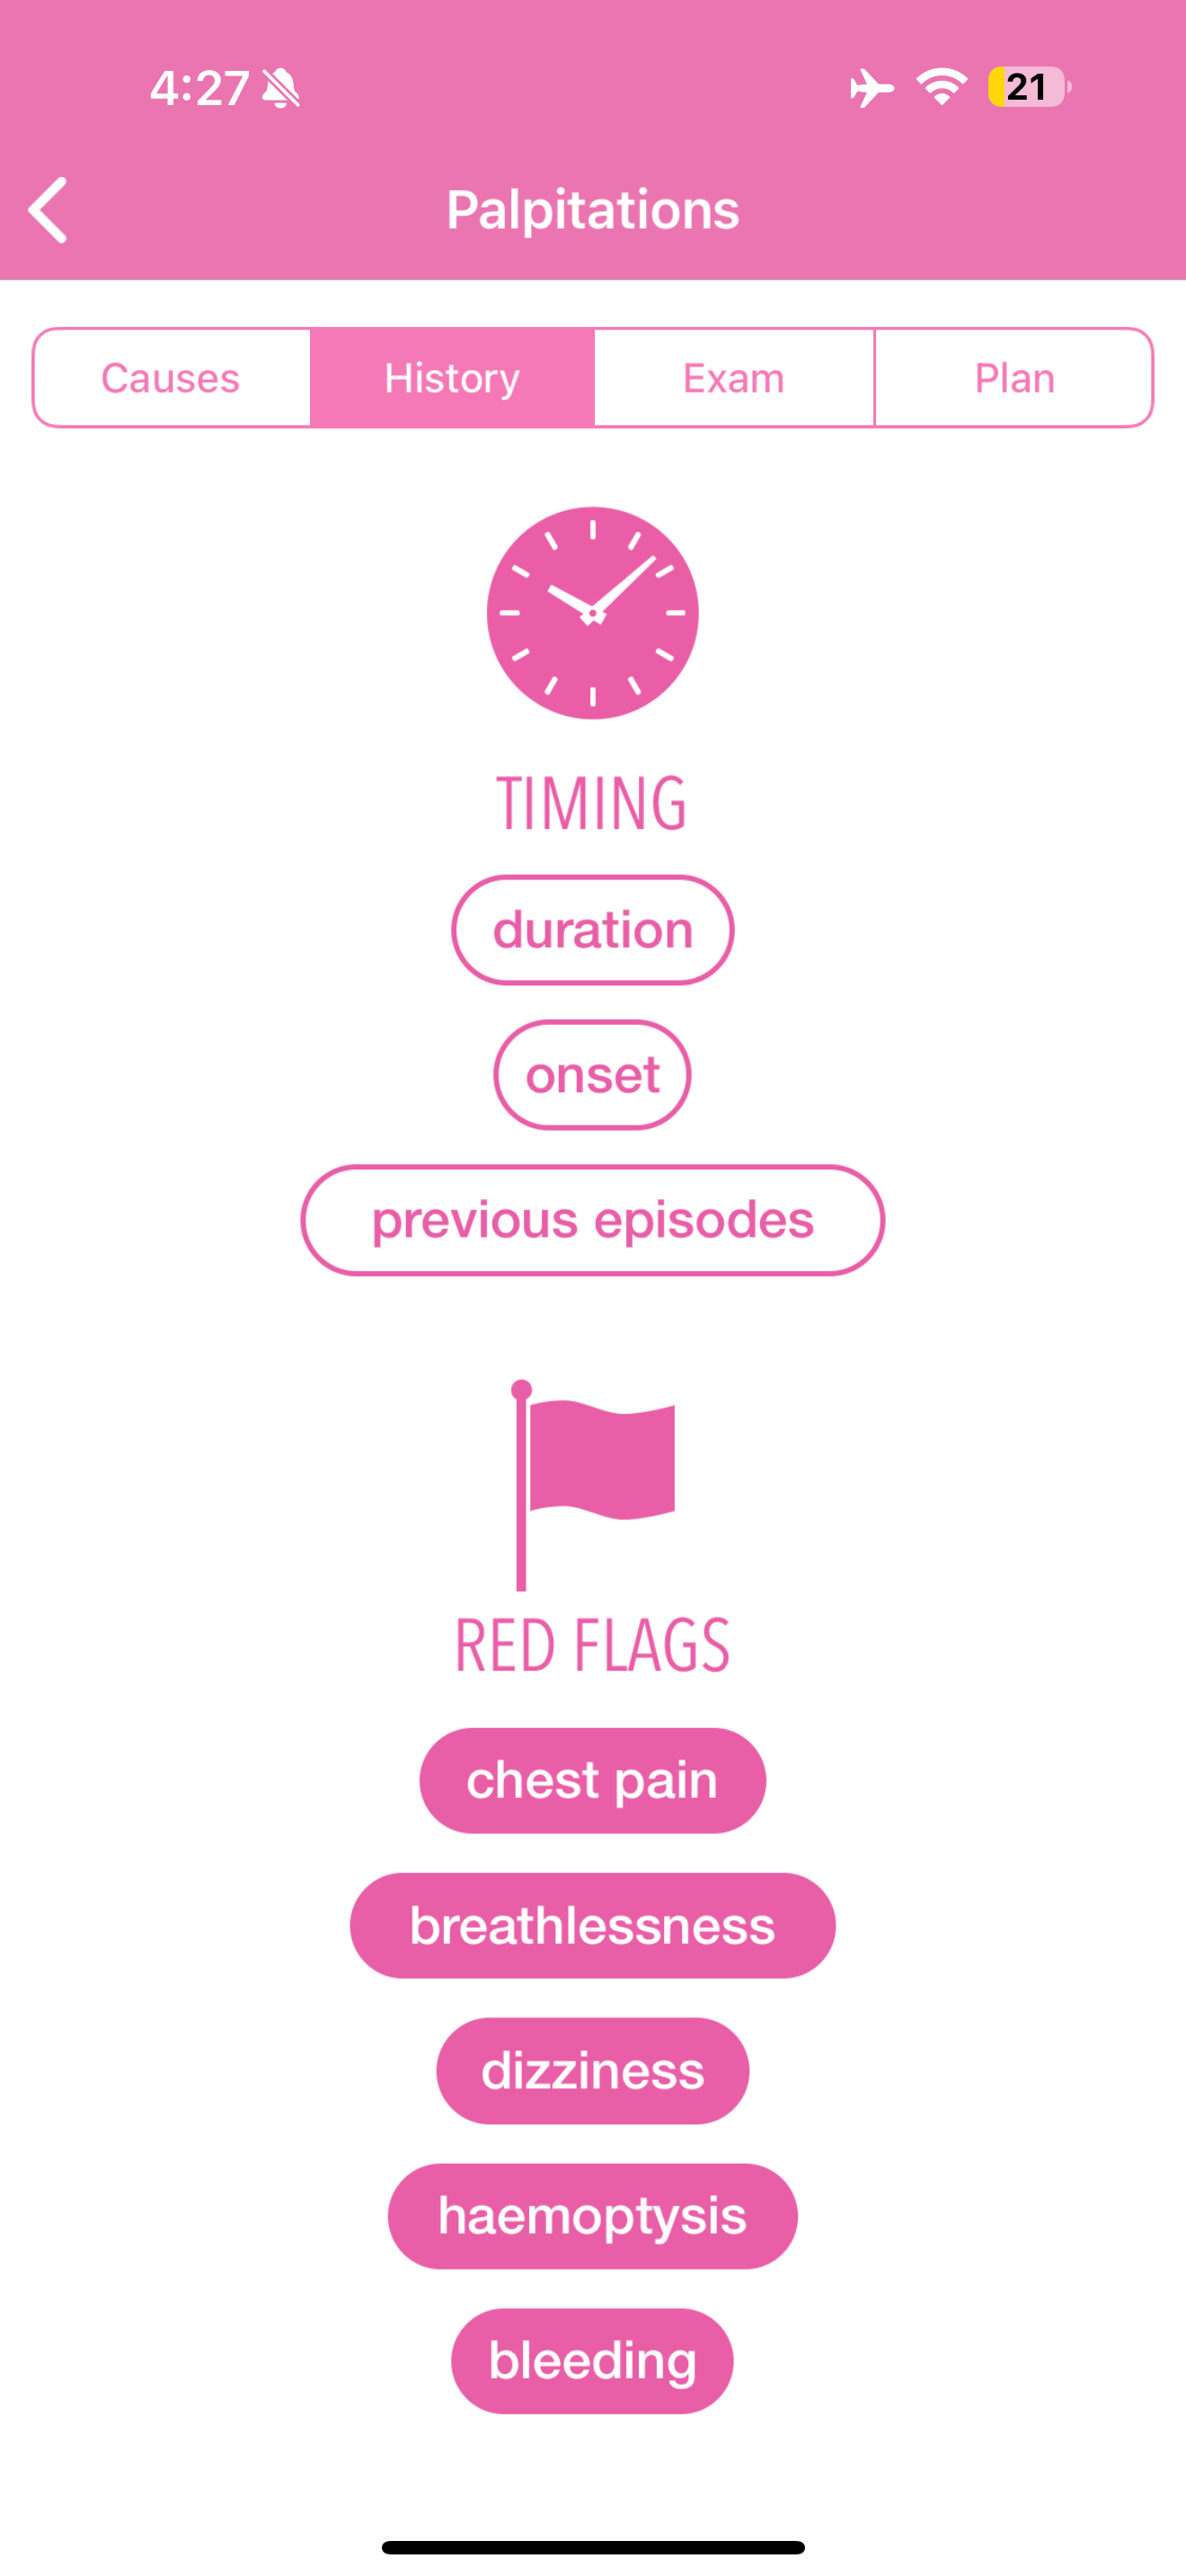 4:27
21
Palpitations
Causes
History
Exam
Plan
TIMING
duration
onset
previous episodes
RED FLAGS
chest pain
breathlessness
dizziness
haemoptysis
bleeding